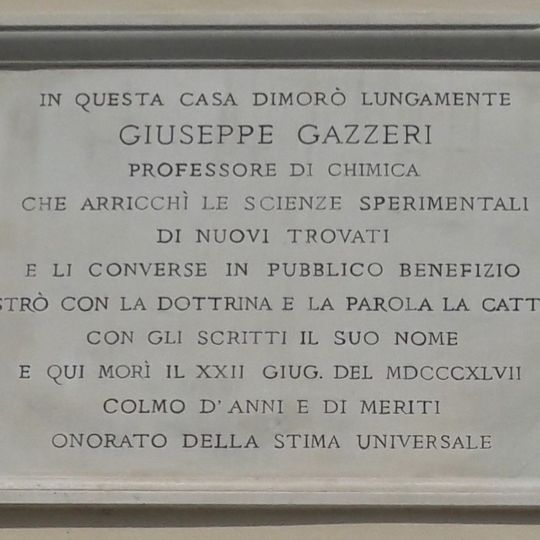 IN QUESTA CASA DIMORÒ LUNGAMENTE
GIUSEPPE GAZZERI
PROFESSORE DI CHIMICA
CHE ARRICCHÌ LE SCIENZE SPERIMENTALI
DI NUOVI TROVATI
E LI CONVERSE IN PUBBLICO BENEFIZIO
STRÒ CON LA DOTTRINA E LA PAROLA LA CATT
CON GLI SCRITTI IL SUO NOME
E QUI MORÌ IL XXII GIUG. DEL MDCCCXLVII
COLMO D'ANNI E DI MERITI
ONORATO DELLA STIMA UNIVERSALE